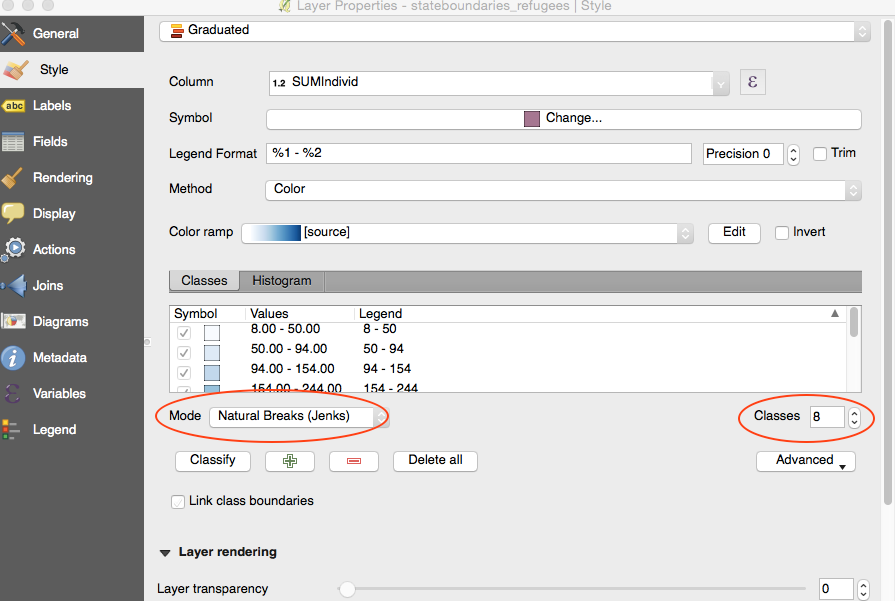 Layer Properties - stateboundaries_refugees | Style
General
Style
abc Labels
Fields
Rendering
Display
Actions
Joins
Diagrams
Metadata
Variables
Legend
Graduated
Column 1.2 SUMIndivid ε
Symbol Change...
Legend Format %1 - %2 Precision 0 Trim
Method Color
Color ramp [source] Edit Invert
Classes Histogram
Symbol Values Legend
8.00 - 50.00 8 - 50
50.00 - 94.00 50 - 94
94.00 - 154.00 94 - 154
154.00 - 244.00 154 - 244
Mode Natural Breaks (Jenks) Classes 8
Classify Delete all Advanced
Link class boundaries
Layer rendering
Layer transparency 0